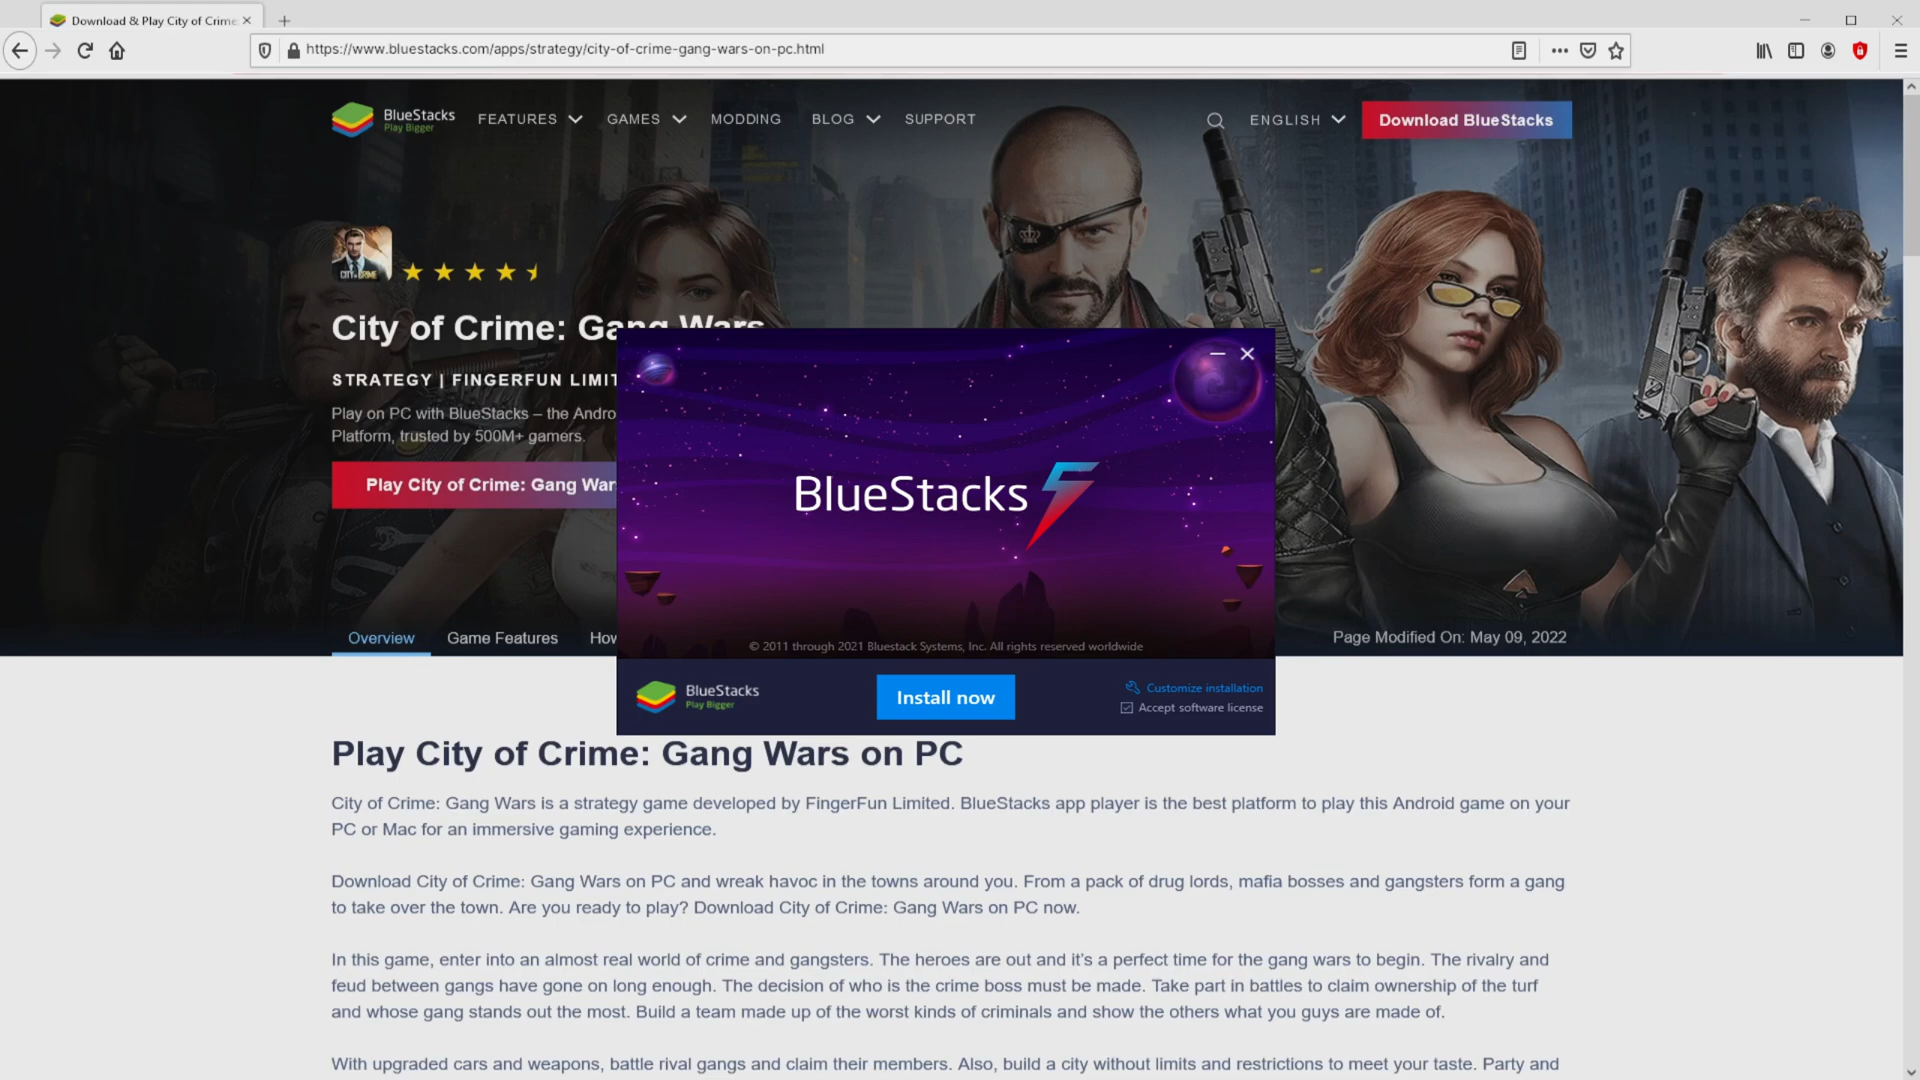 Download & Play City of Crime
https://www.bluestacks.com/apps/strategy/city-of-crime-gang-wars-on-pc.html
BlueStacks
Play Bigger
FEATURES
GAMES
MODDING
BLOG
SUPPORT
ENGLISH
Download BlueStacks
CITY of CRIME
City of Crime: Gang Wars
STRATEGY | FINGERFUN LIMIT
Play on PC with BlueStacks – the Andro
Platform, trusted by 500M+ gamers.
Play City of Crime: Gang War
BlueStacks 5
© 2011 through 2021 Bluestack Systems, Inc. All rights reserved worldwide
BlueStacks
Play Bigger
Install now
Customize installation
Accept software license
Overview
Game Features
How
Page Modified On: May 09, 2022
Play City of Crime: Gang Wars on PC
City of Crime: Gang Wars is a strategy game developed by FingerFun Limited. BlueStacks app player is the best platform to play this Android game on your
PC or Mac for an immersive gaming experience.
Download City of Crime: Gang Wars on PC and wreak havoc in the towns around you. From a pack of drug lords, mafia bosses and gangsters form a gang
to take over the town. Are you ready to play? Download City of Crime: Gang Wars on PC now.
In this game, enter into an almost real world of crime and gangsters. The heroes are out and it’s a perfect time for the gang wars to begin. The rivalry and
feud between gangs have gone on long enough. The decision of who is the crime boss must be made. Take part in battles to claim ownership of the turf
and whose gang stands out the most. Build a team made up of the worst kinds of criminals and show the others what you guys are made of.
With upgraded cars and weapons, battle rival gangs and claim their members. Also, build a city without limits and restrictions to meet your taste. Party and